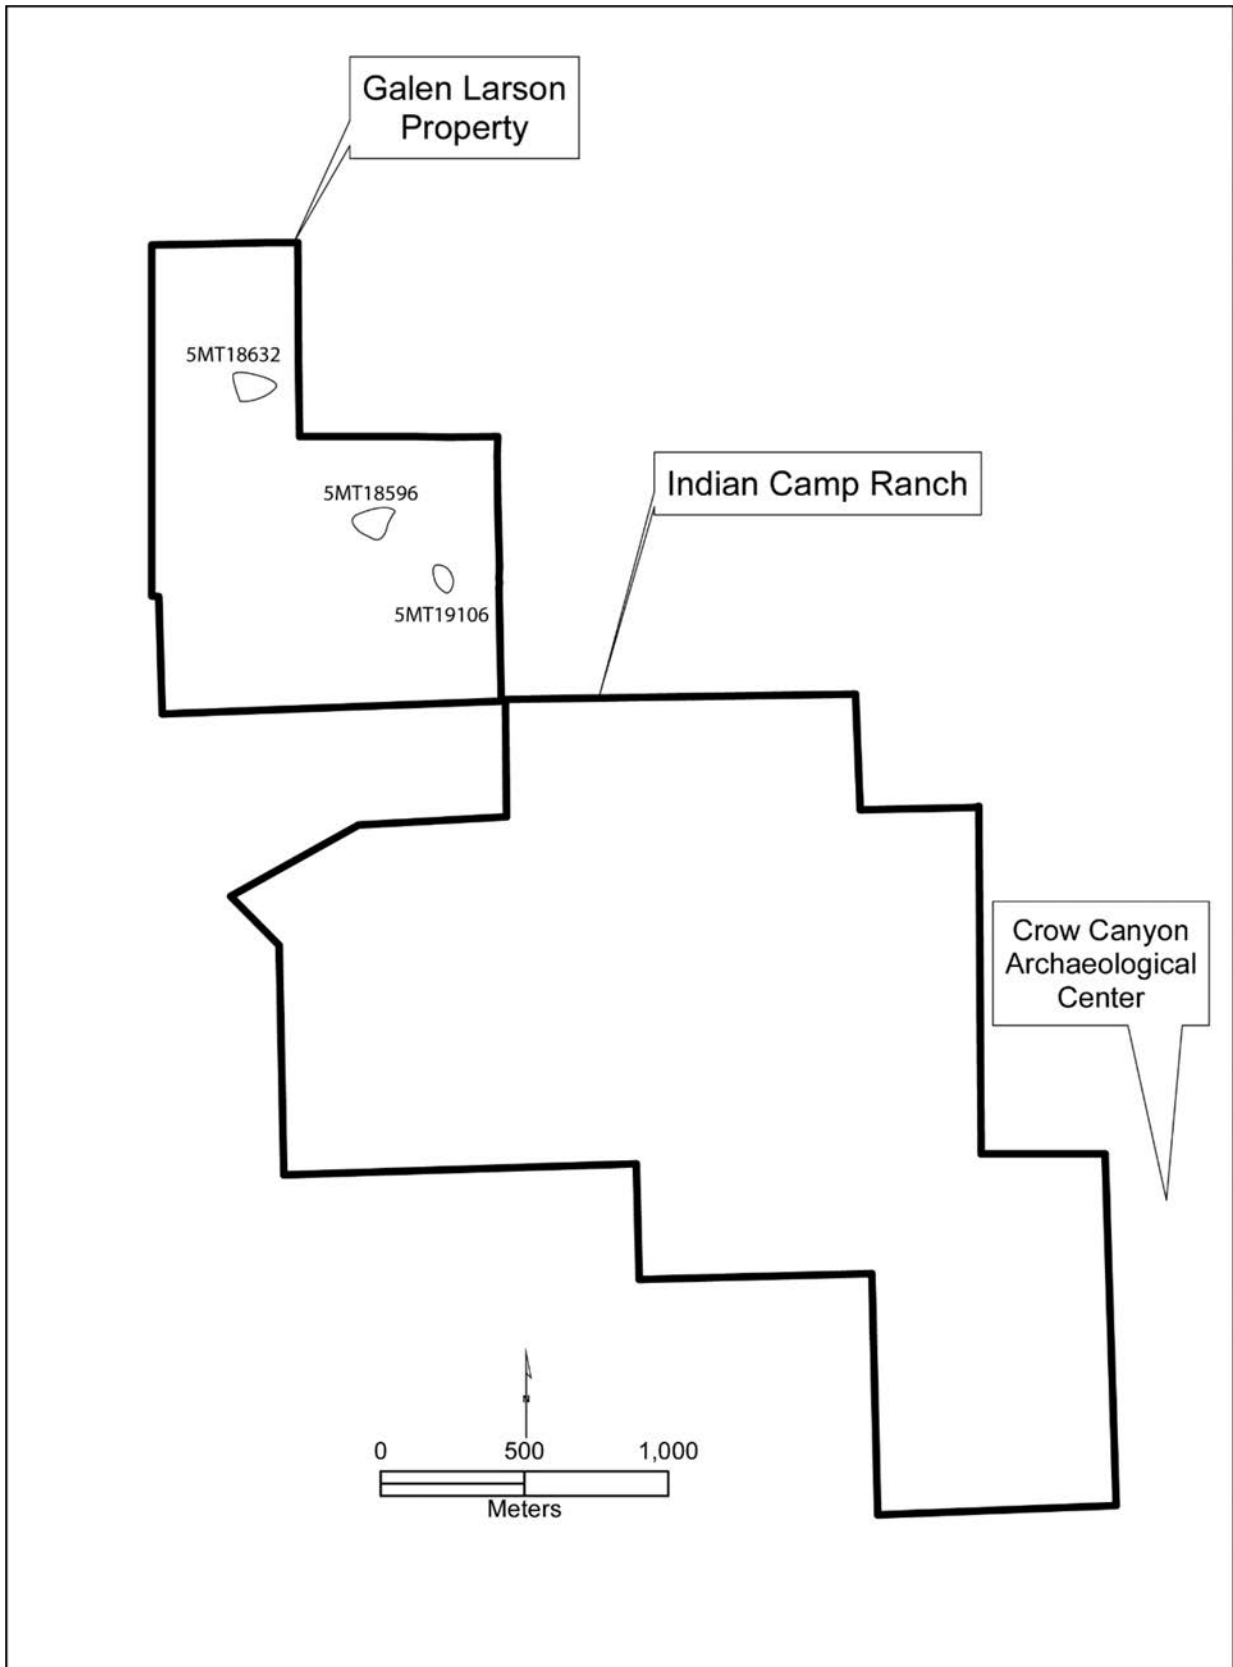 Galen Larson
Property
5MT18632
5MT18596
Indian Camp Ranch
5MT19106
Crow Canyon
Archaeological
Center
0 500 1,000
Meters